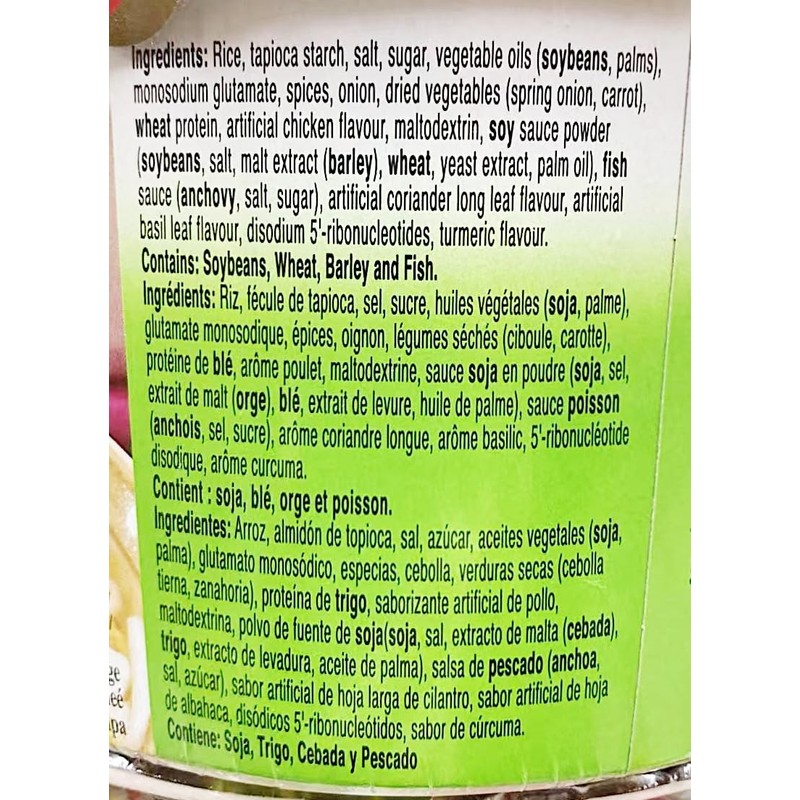 Ingredients: Rice, tapioca starch, salt, sugar, vegetable oils (soybeans, palms),
monosodium glutamate, spices, onion, dried vegetables (spring onion, carrot),
wheat protein, artificial chicken flavour, maltodextrin, soy sauce powder
(soybeans, salt, malt extract (barley), wheat, yeast extract, palm oil), fish
sauce (anchovy, salt, sugar), artificial coriander long leaf flavour, artificial
basil leaf flavour, disodium 5'-ribonucleotides, turmeric flavour.
Contains: Soybeans, Wheat, Barley and Fish.
Ingrédients: Riz, fécule de tapioca, sel, sucre, huiles végétales (soja, palme),
glutamate monosodique, épices, oignon, légumes séchés (ciboule, carotte),
protéine de blé, arôme poulet, maltodextrine, sauce soja en poudre (soja, sel,
extrait de malt (orge), blé, extrait de levure, huile de palme), sauce poisson
(anchois, sel, sucre), arôme coriandre longue, arôme basilic, 5'-ribonucléotide
disodique, arôme curcuma.
Contient : soja, blé, orge et poisson.
Ingredientes: Arroz, almidón de topioca, sal, azúcar, aceites vegetales (soja,
palma), glutamato monosódico, especias, cebolla, verduras secas (cebolla
tierna, zanahoria), proteína de trigo, saborizante artificial de pollo,
maltodextrina, polvo de fuente de soja(soja, sal, extracto de malta (cebada),
trigo, extracto de levadura, aceite de palma), salsa de pescado (anchoa,
sal, azúcar), sabor artificial de hoja larga de cilantro, sabor artificial de hoja
de albahaca, disódicos 5'-ribonucleótidos, sabor de cúrcuma.
Contiene: Soja, Trigo, Cebada y Pescado